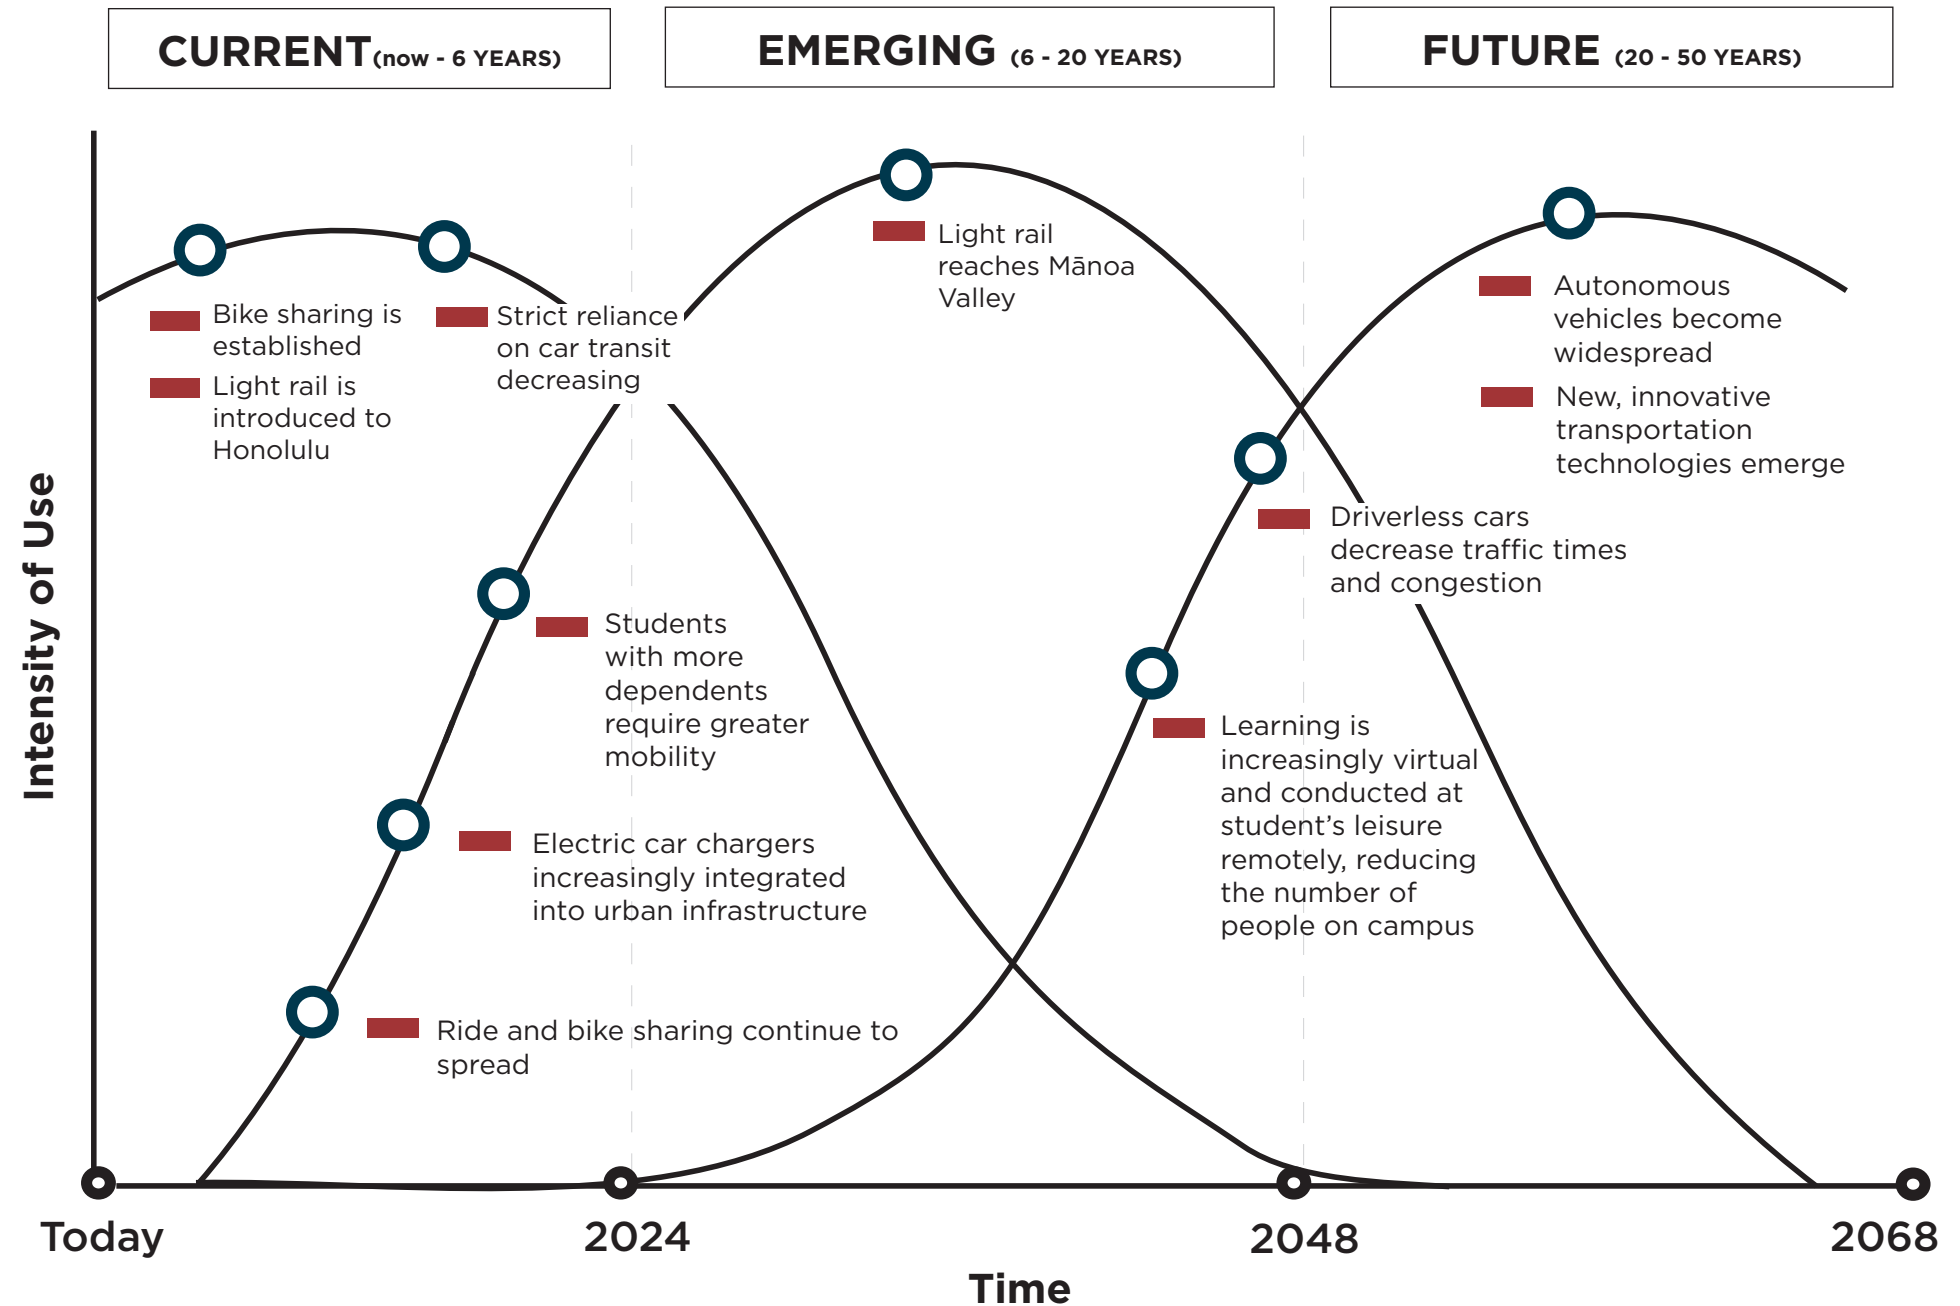 CURRENT (now - 6 YEARS)
EMERGING (6 - 20 YEARS)
FUTURE (20 - 50 YEARS)
Intensity of Use
Bike sharing is
established
Light rail is
introduced to
Honolulu
Strict reliance
on car transit
decreasing
Light rail
reaches Mānoa
Valley
Autonomous
vehicles become
widespread
New, innovative
transportation
technologies emerge
Driverless cars
decrease traffic times
and congestion
Students
with more
dependents
require greater
mobility
Learning is
increasingly virtual
and conducted at
student’s leisure
remotely, reducing
the number of
people on campus
Electric car chargers
increasingly integrated
into urban infrastructure
Ride and bike sharing continue to
spread
Today
2024
2048
2068
Time